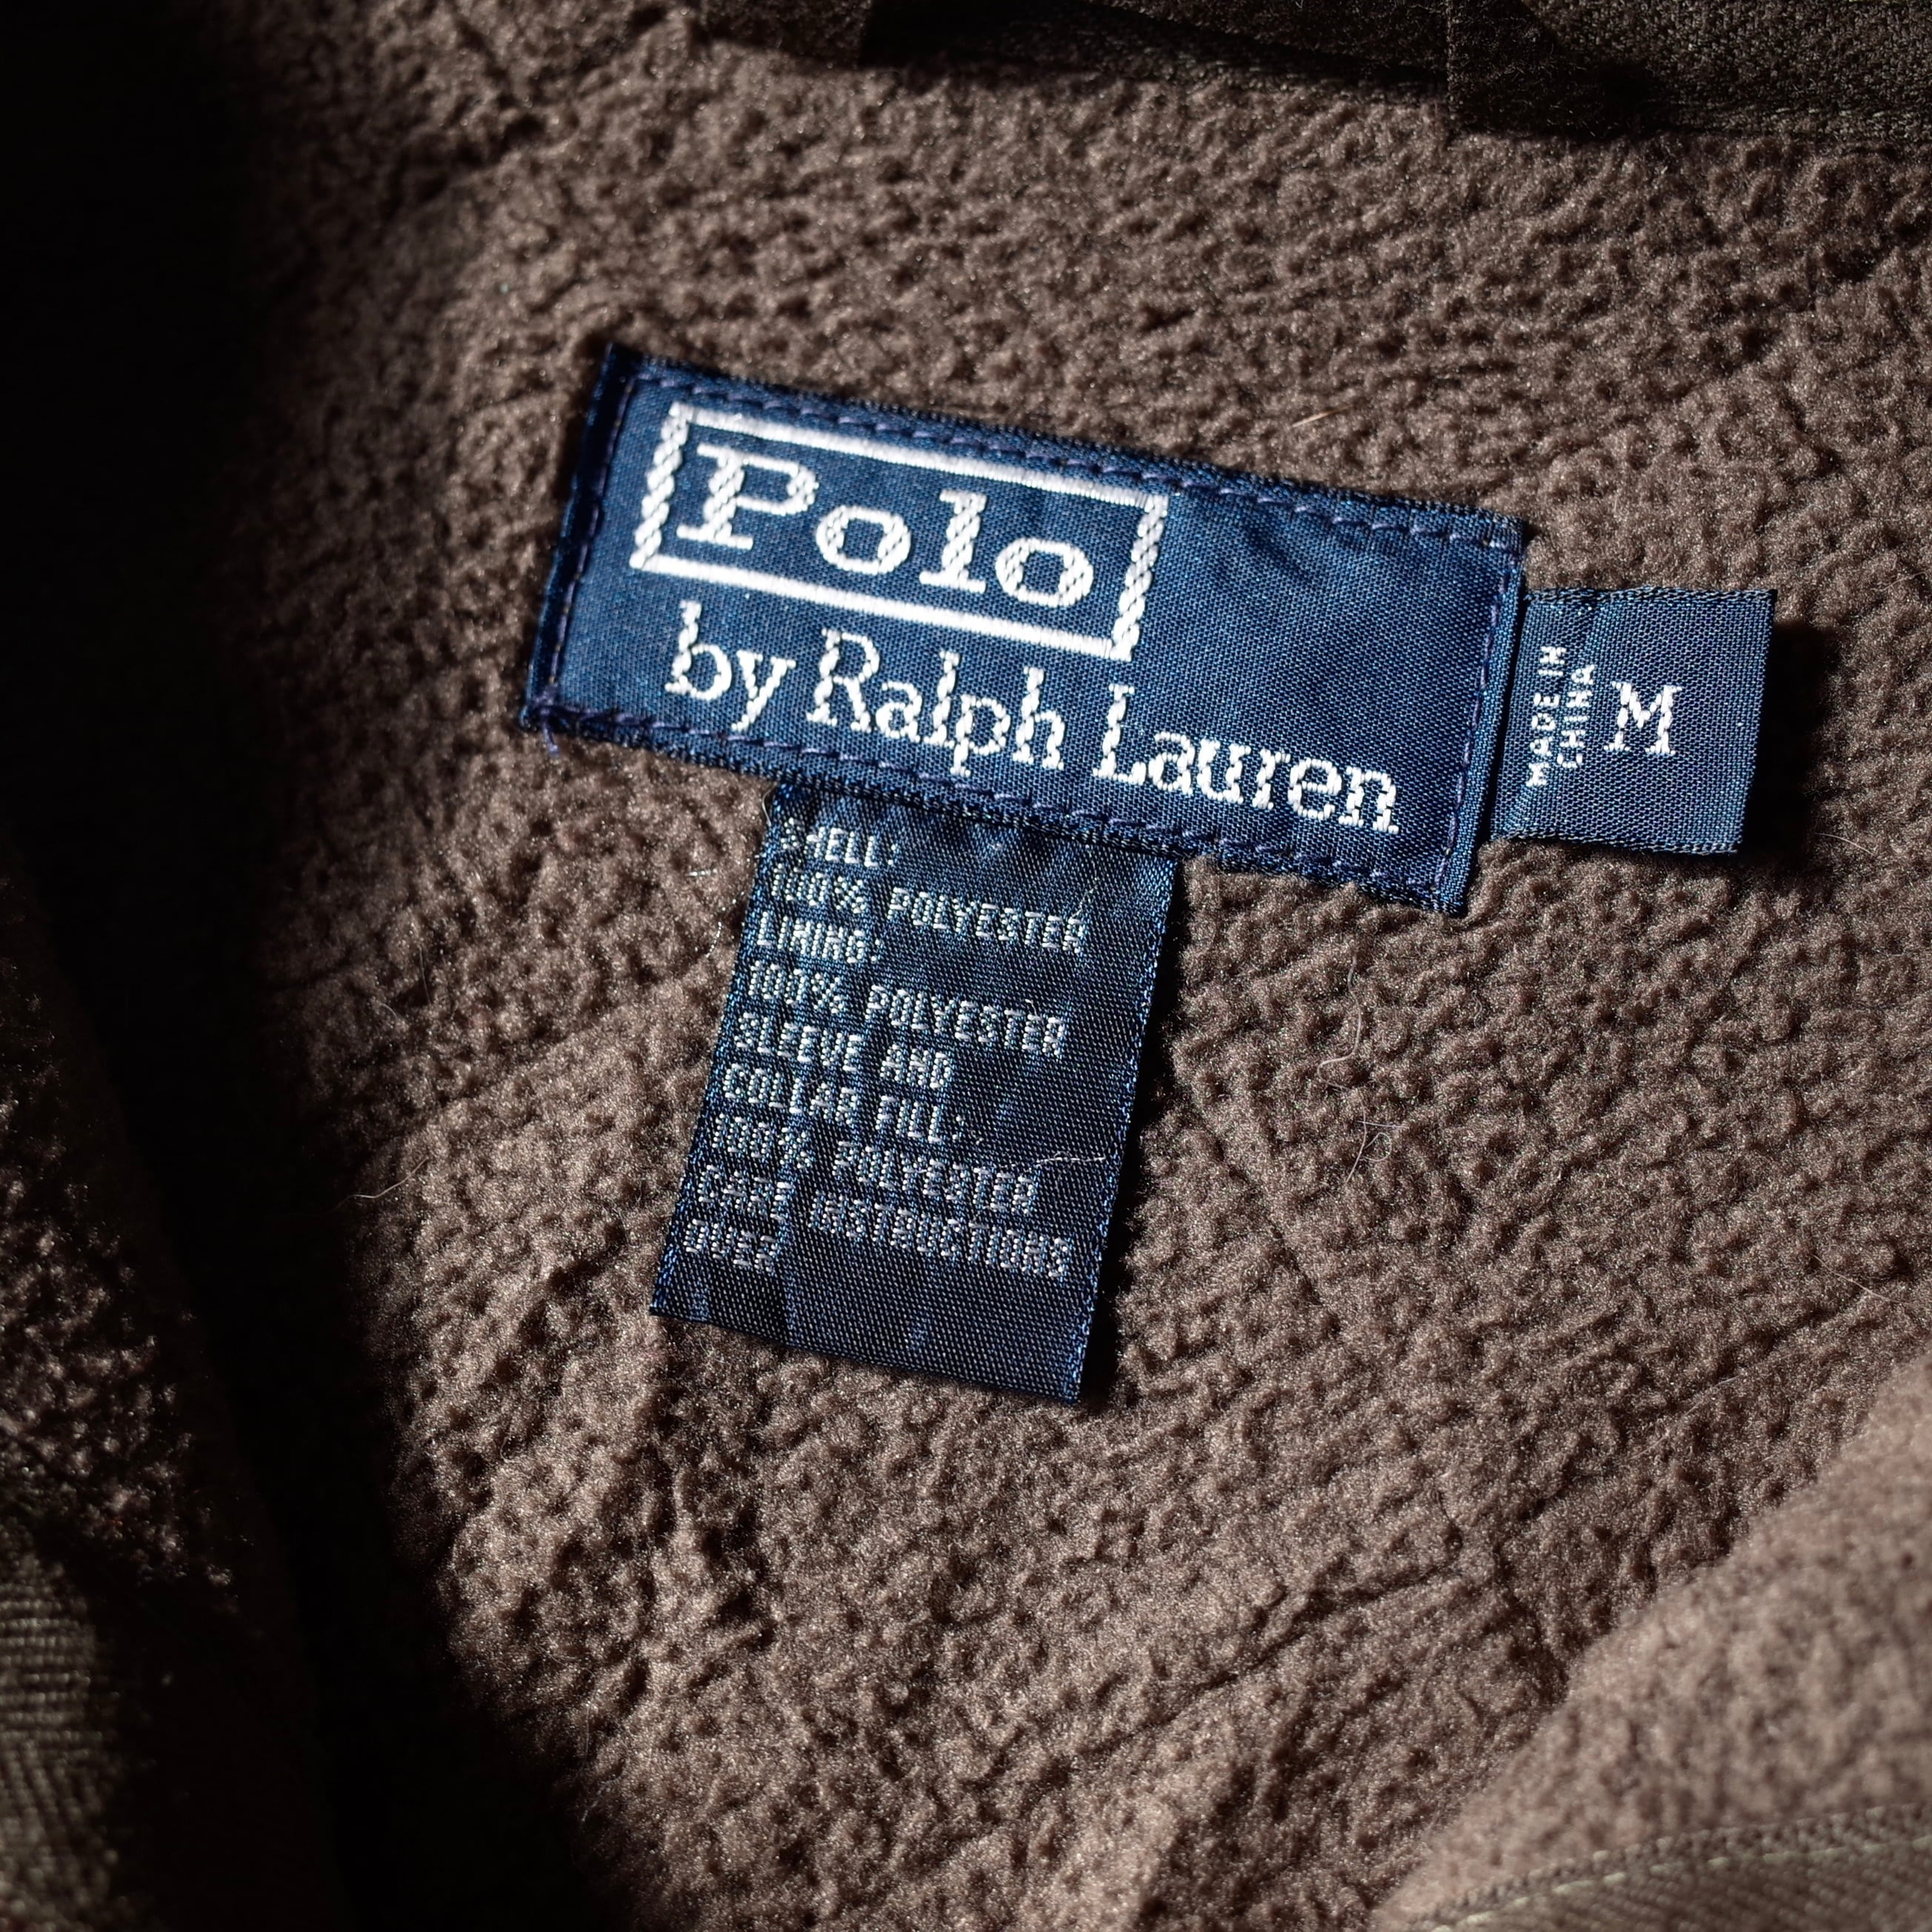 Polo
by Ralph Lauren
MADE IN
CHINA
M
SHELL:
100% POLYESTER
LINING:
100% POLYESTER
SLEEVE AND
COLLAR FILL:
100% POLYESTER
CARE INSTRUCTIONS
OVER